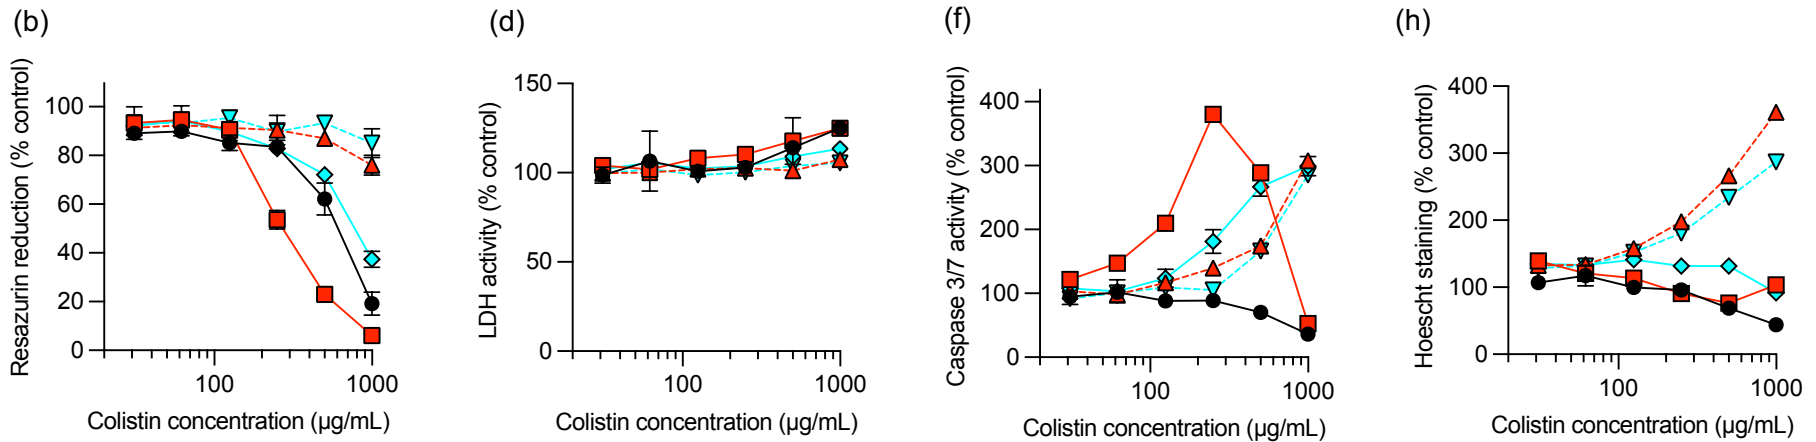 (b)
Resazurin reduction (% control)
100
80
60
40
20
0
100
1000
Colistin concentration (µg/mL)
(d)
LDH activity (% control)
150
100
50
0
100
1000
Colistin concentration (µg/mL)
(f)
Caspase 3/7 activity (% control)
400
300
200
100
0
100
1000
Colistin concentration (µg/mL)
(h)
Hoescht staining (% control)
400
300
200
100
0
100
1000
Colistin concentration (µg/mL)